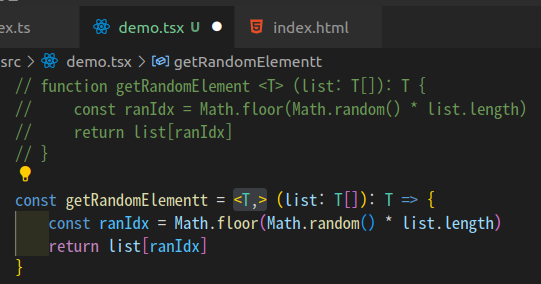 ex.ts demo.tsx U index.html
src > demo.tsx > getRandomElementt
// function getRandomElement <T> (list: T[]): T {
//     const ranIdx = Math.floor(Math.random() * list.length)
//     return list[ranIdx]
// }
const getRandomElementt = <T,> (list: T[]): T => {
    const ranIdx = Math.floor(Math.random() * list.length)
    return list[ranIdx]
}